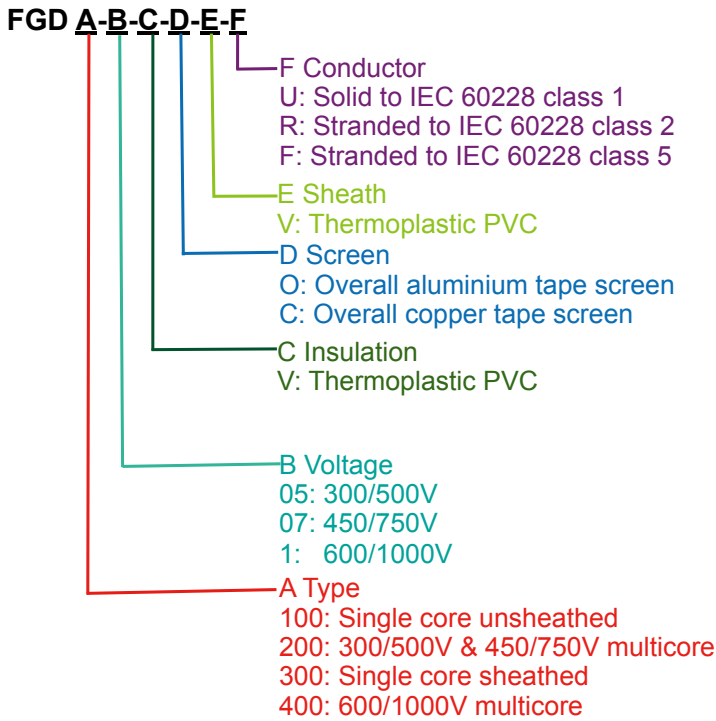 FGD A-B-C-D-E-F
F Conductor
U: Solid to IEC 60228 class 1
R: Stranded to IEC 60228 class 2
F: Stranded to IEC 60228 class 5
E Sheath
V: Thermoplastic PVC
D Screen
O: Overall aluminium tape screen
C: Overall copper tape screen
C Insulation
V: Thermoplastic PVC
B Voltage
05: 300/500V
07: 450/750V
1: 600/1000V
A Type
100: Single core unsheathed
200: 300/500V & 450/750V multicore
300: Single core sheathed
400: 600/1000V multicore